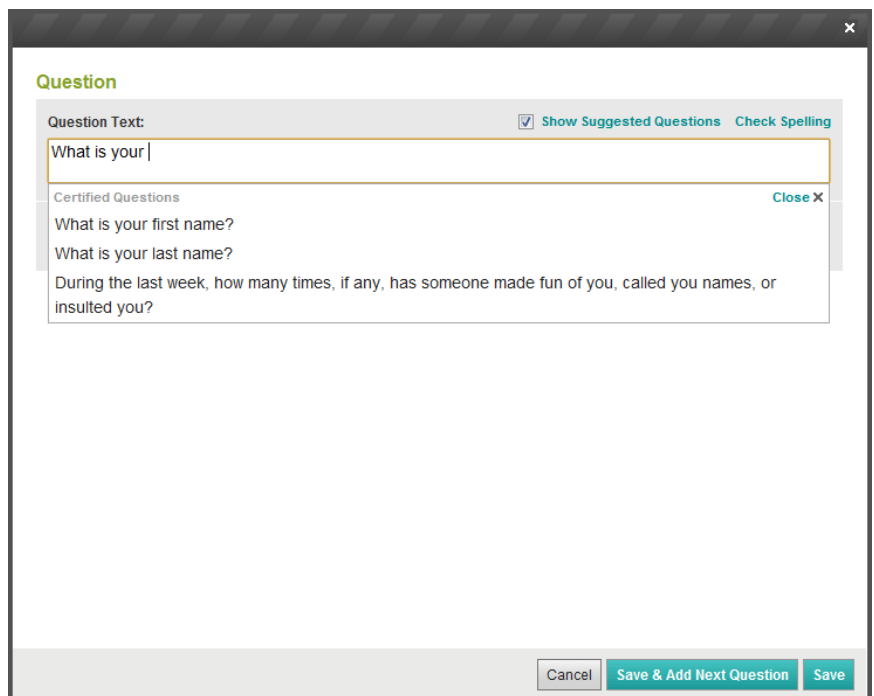 Question
Question Text:
Show Suggested Questions Check Spelling
What is your
Certified Questions
Close X
What is your first name?
What is your last name?
During the last week, how many times, if any, has someone made fun of you, called you names, or
insulted you?
Cancel
Save & Add Next Question
Save